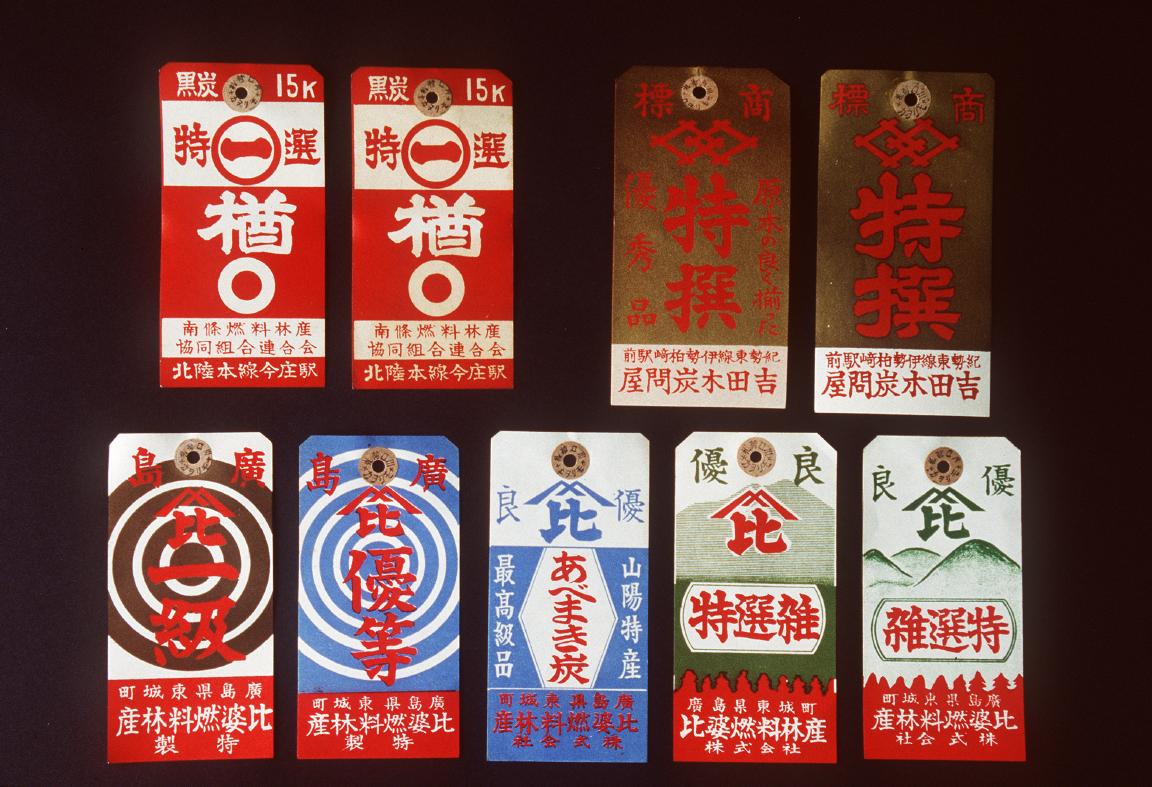 黒炭 15K
特 一 選
楢
南條燃料林産
協同組合連合会
北陸本線今庄駅
黒炭 15K
特 一 選
楢
南條燃料林産
協同組合連合会
北陸本線今庄駅
商標
特撰
原木の良く揃った
優秀品
紀勢東線伊勢柏崎駅前
吉田木炭問屋
商標
特撰
紀勢東線伊勢柏崎駅前
吉田木炭問屋
廣島
比
一級
廣島県東城町
比婆燃料林産
特製
廣島
比
優等
廣島県東城町
比婆燃料林産
特製
優良
比
山陽特産
あべまき炭
最高級品
廣島県東城町
比婆燃料林産
株式会社
優良
比
特選雑
廣島県東城町
比婆燃料林産
株式会社
優良
比
特選雑
廣島県東城町
比婆燃料林産
株式会社